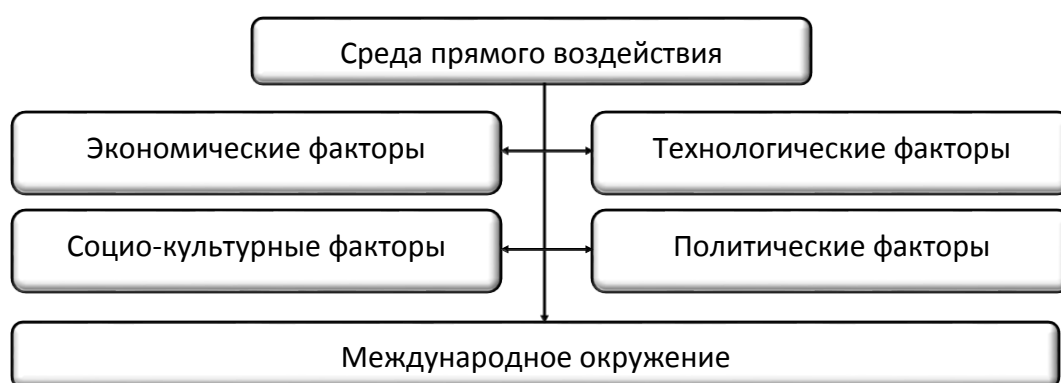 Среда прямого воздействия
Экономические факторы
Технологические факторы
Социо-культурные факторы
Политические факторы
Международное окружение